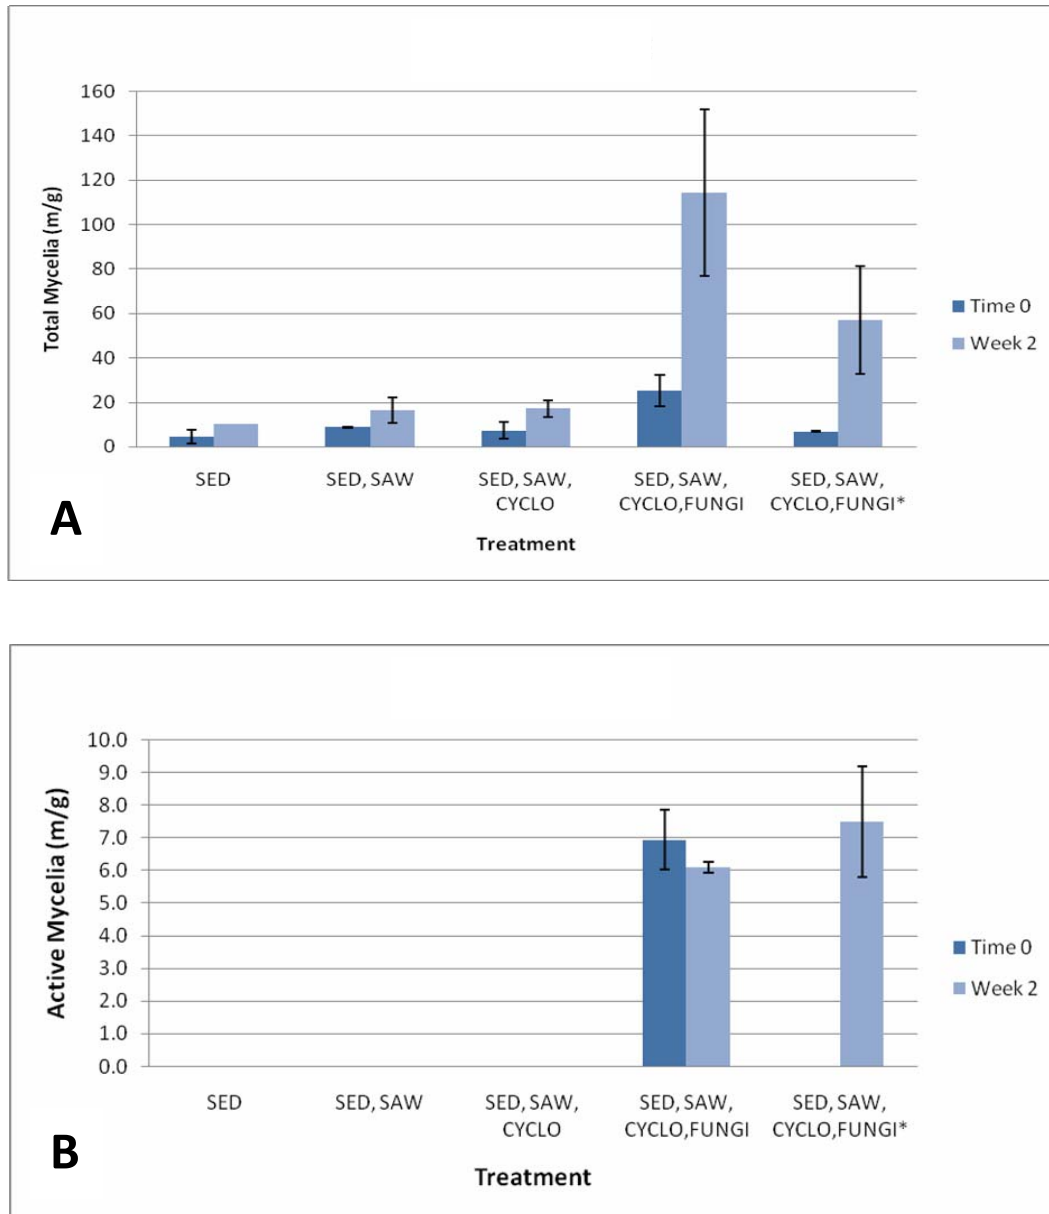 160
140
120
100
80
60
40
20
0
Total Mycelia (m/g)
SED
SED, SAW
SED, SAW,
CYCLO
SED, SAW,
CYCLO,FUNGI
SED, SAW,
CYCLO,FUNGI*
Treatment
Time 0
Week 2
A
10.0
9.0
8.0
7.0
6.0
5.0
4.0
3.0
2.0
1.0
0.0
Active Mycelia (m/g)
SED
SED, SAW
SED, SAW,
CYCLO
SED, SAW,
CYCLO,FUNGI
SED, SAW,
CYCLO,FUNGI*
Treatment
Time 0
Week 2
B